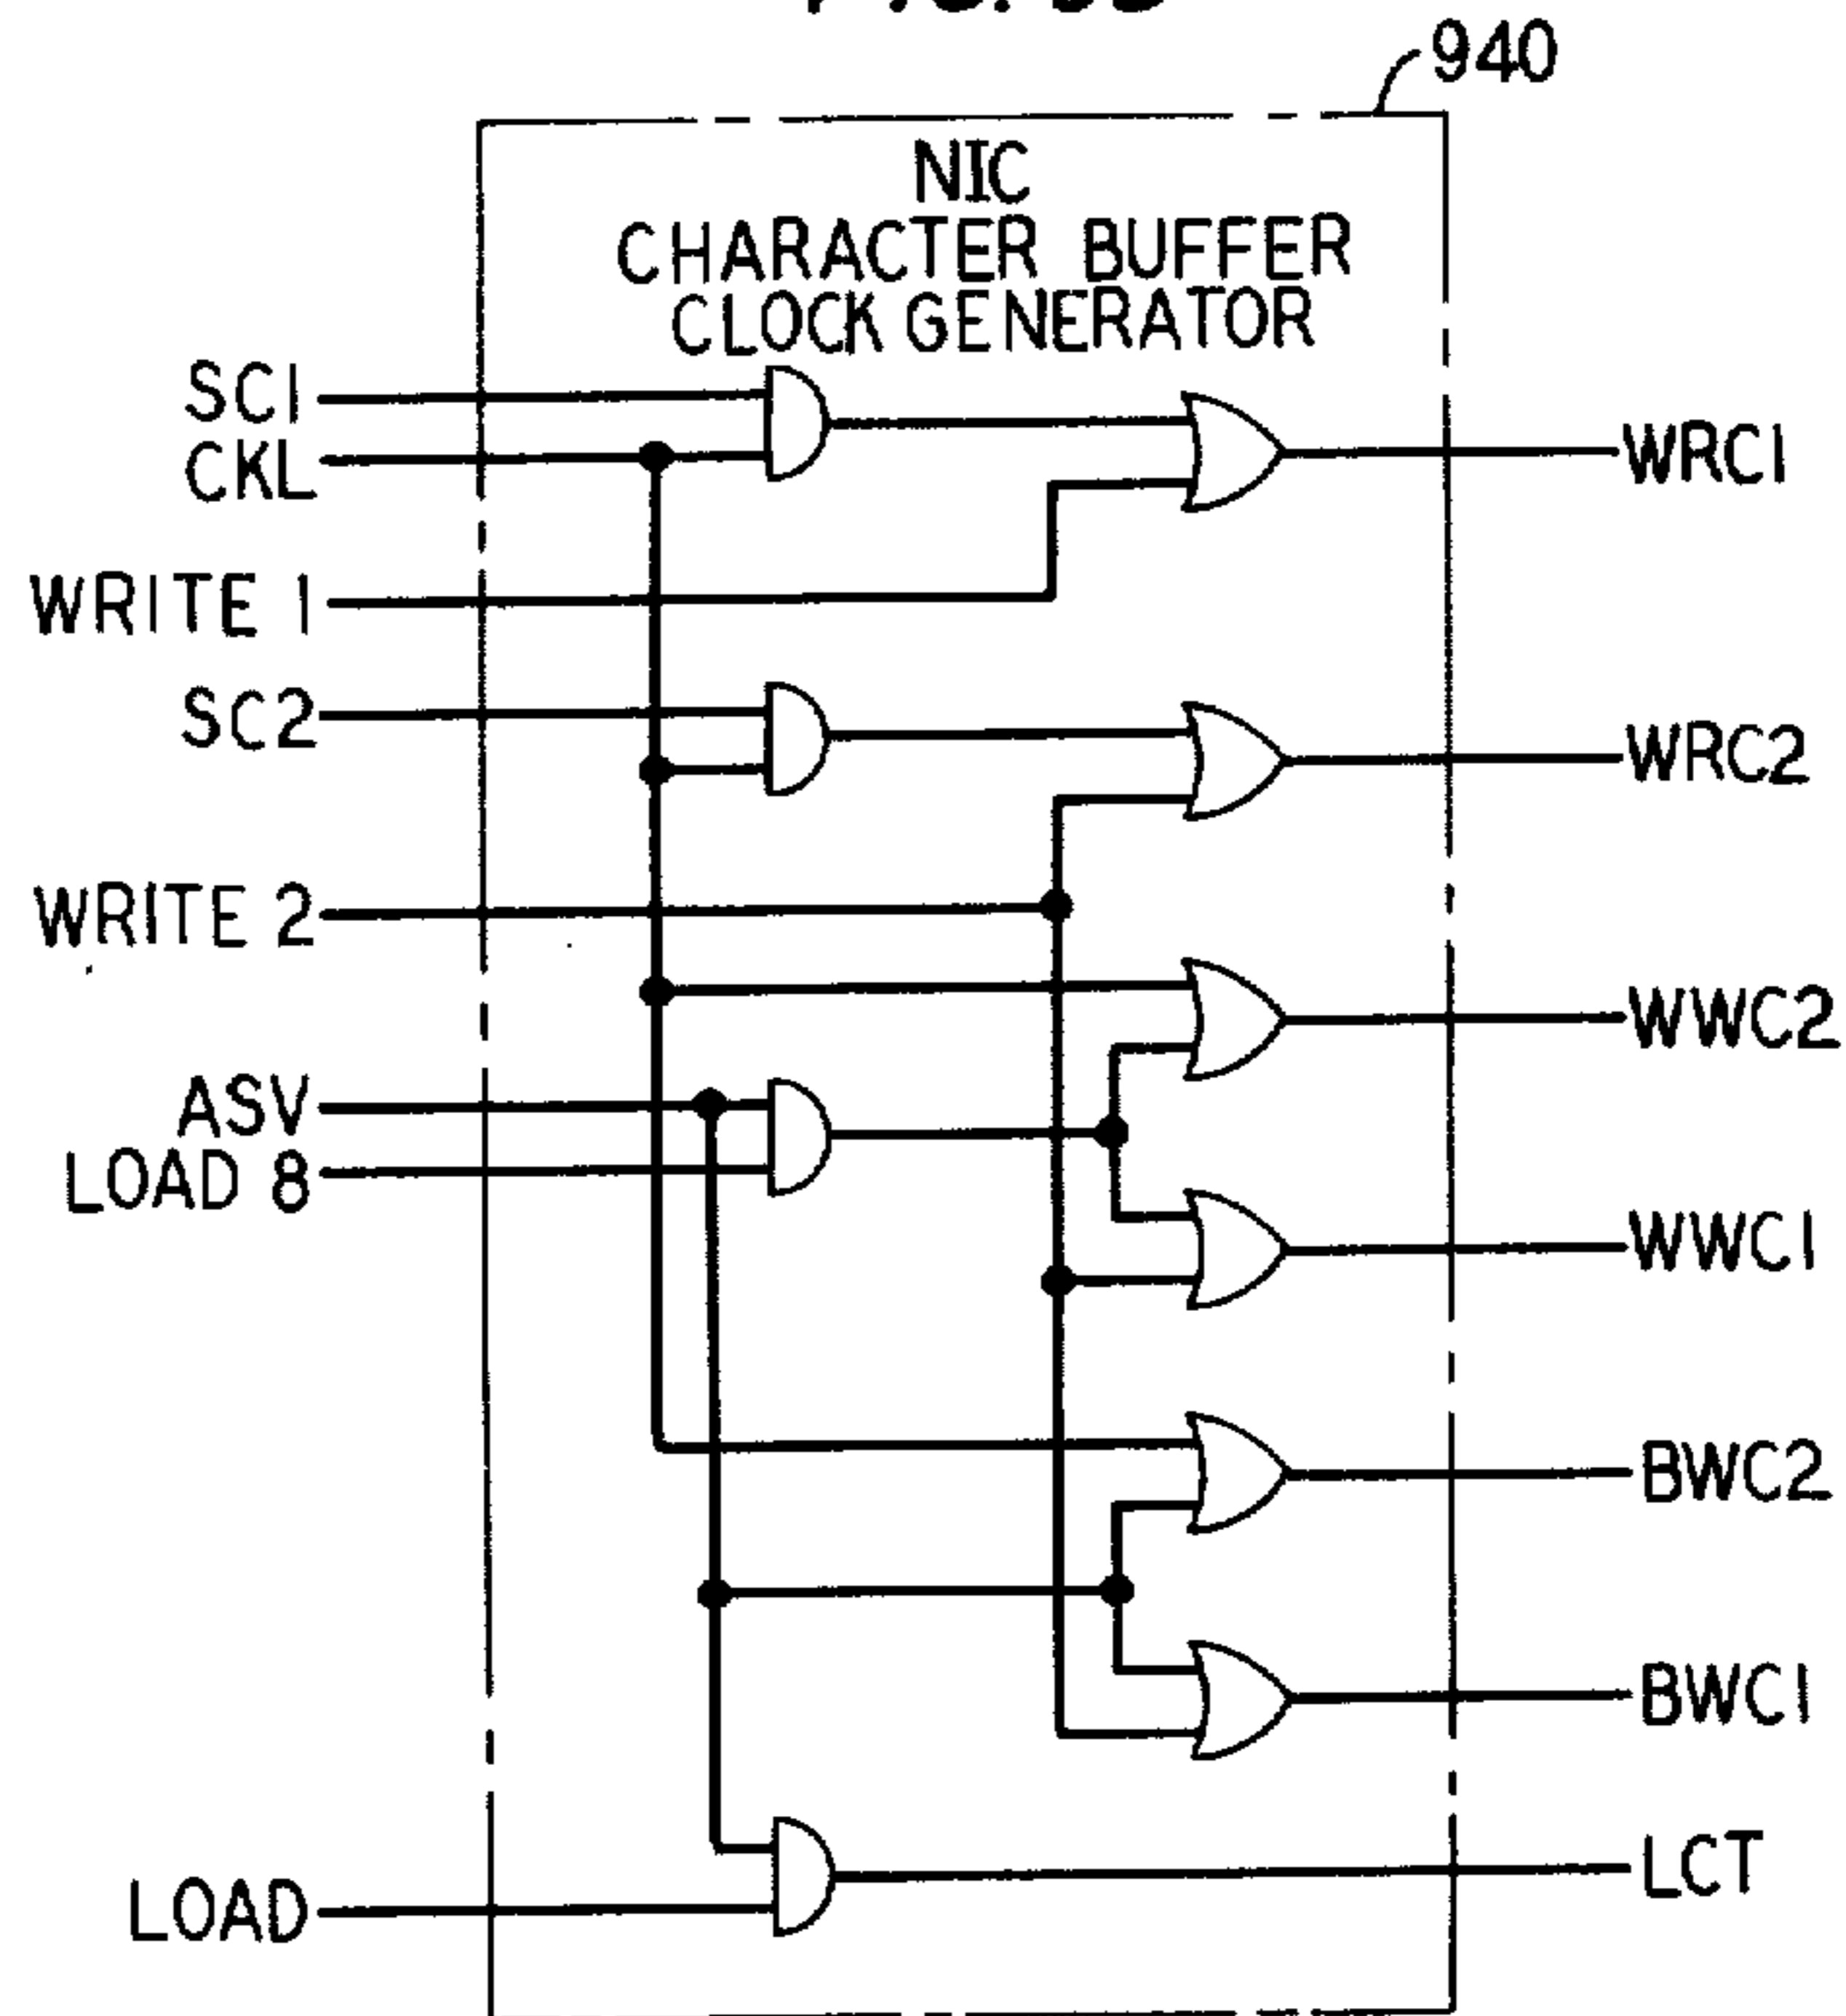 940
NIC
CHARACTER BUFFER
CLOCK GENERATOR
SC1
CKL
WRC1
WRITE 1
SC2
WRC2
WRITE 2
WWC2
ASV
LOAD 8
WWC1
BWC2
BWC1
LCT
LOAD